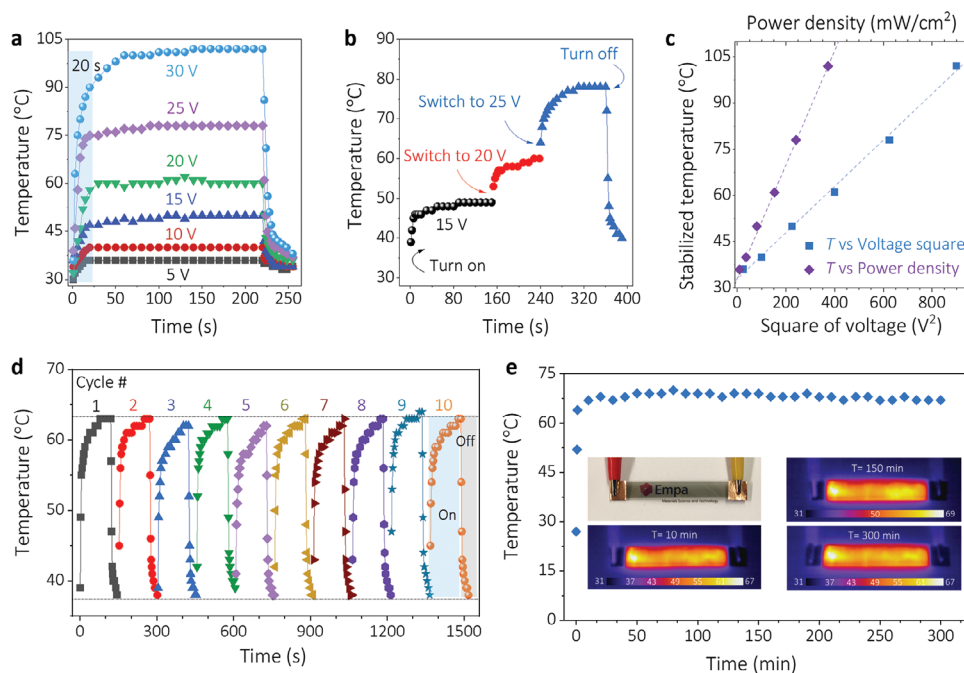 a
105
90
75
60
45
30
Temperature (°C)
20 s
30 V
25 V
20 V
15 V
10 V
5 V
0 50 100 150 200 250
Time (s)
b
90
80
70
60
50
40
30
Temperature (°C)
Turn off
Switch to 25 V
Switch to 20 V
15 V
Turn on
0 80 160 240 320 400
Time (s)
Power density (mW/cm²)
c
105
90
75
60
45
30
Stabilized temperature (°C)
T vs Voltage square
T vs Power density
0 200 400 600 800
Square of voltage (V²)
d
70
60
50
40
Temperature (°C)
Cycle #
1 2 3 4 5 6 7 8 9 10
Off
On
0 300 600 900 1200 1500
Time (s)
e
75
60
45
30
15
0
Temperature (°C)
Empa
Materials Science and Technology
T= 150 min
31 50 69
T= 10 min
31 37 43 49 55 61 67
T= 300 min
31 37 43 49 55 61 67
0 50 100 150 200 250 300
Time (min)